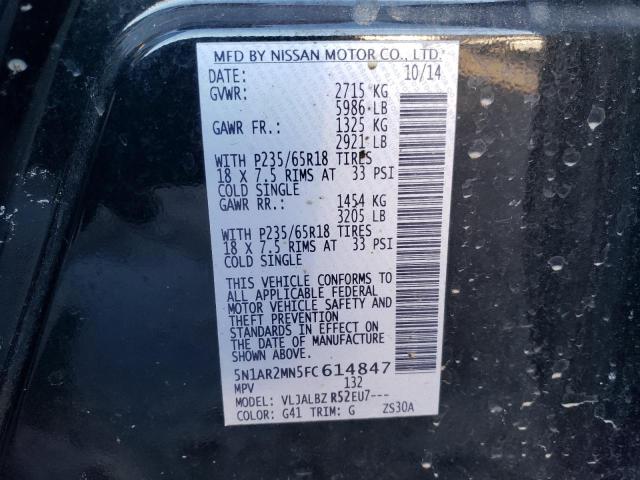 MFD BY NISSAN MOTOR CO., LTD.
DATE: 10/14
GVWR: 2715 KG
5986 LB
GAWR FR.: 1325 KG
2921 LB
WITH P235/65R18 TIRES
18 X 7.5 RIMS AT 33 PSI
COLD SINGLE
GAWR RR.: 1454 KG
3205 LB
WITH P235/65R18 TIRES
18 X 7.5 RIMS AT 33 PSI
COLD SINGLE
THIS VEHICLE CONFORMS TO
ALL APPLICABLE FEDERAL
MOTOR VEHICLE SAFETY AND
THEFT PREVENTION
STANDARDS IN EFFECT ON
THE DATE OF MANUFACTURE
SHOWN ABOVE.
5N1AR2MN5FC614847
MPV 132
MODEL: VLJALBZ R52EU7---
COLOR: G41 TRIM: G ZS30A